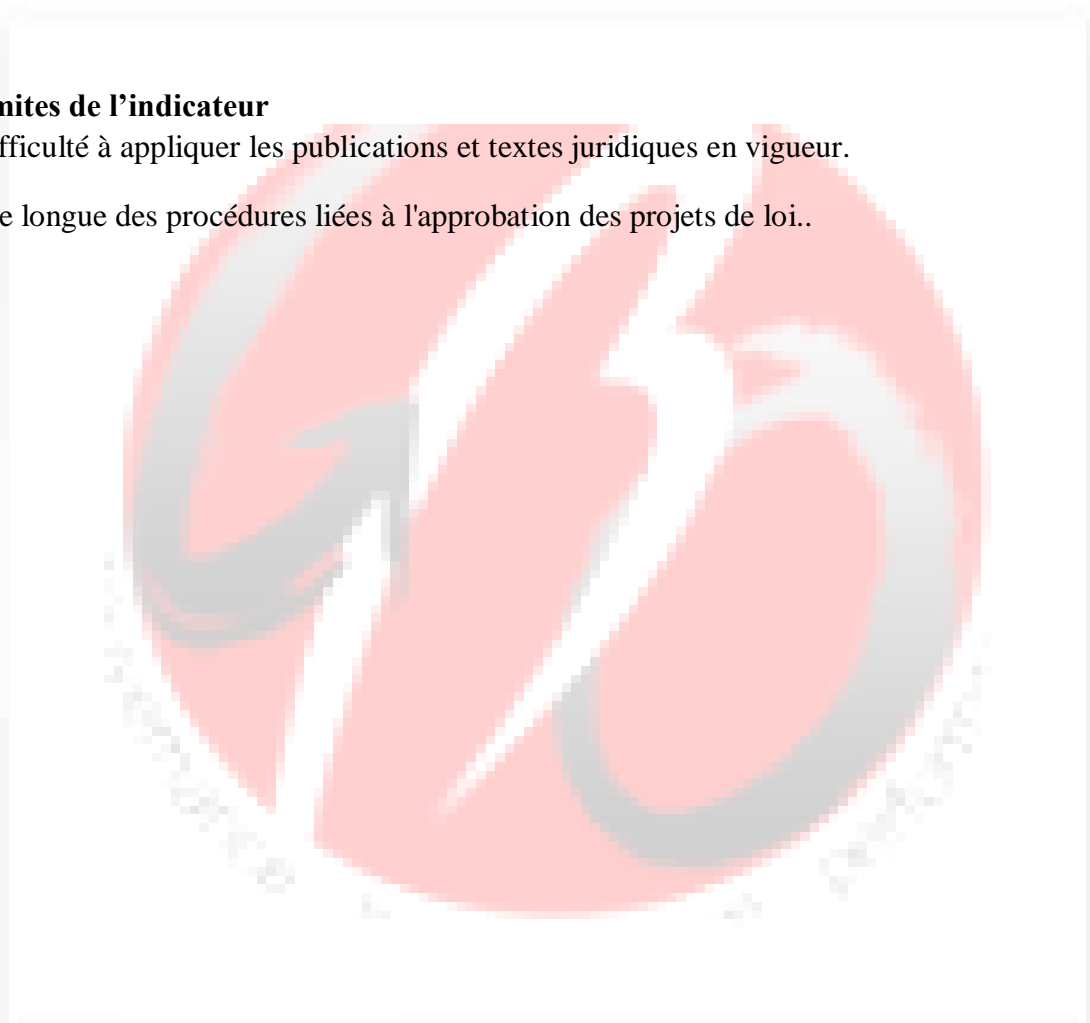 mites de l’indicateur
fficulté à appliquer les publications et textes juridiques en vigueur.
e longue des procédures liées à l'approbation des projets de loi..